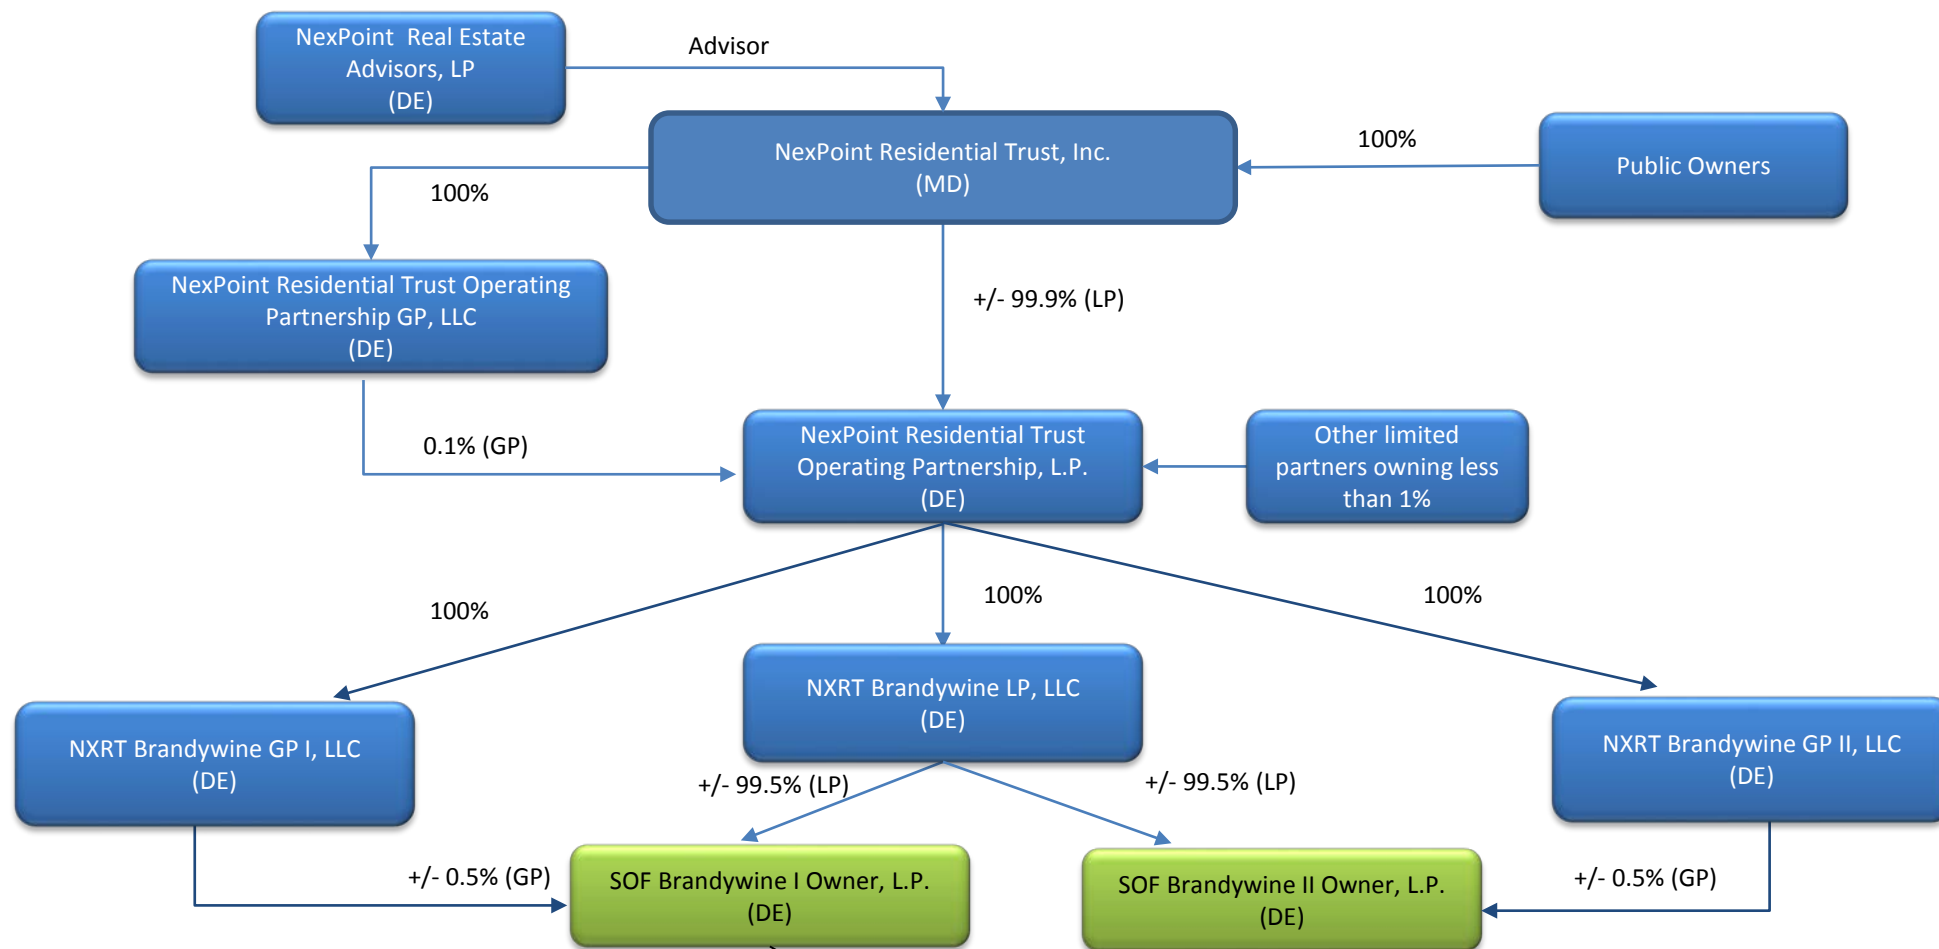 NexPoint  Real Estate
Advisors, LP
(DE)
Advisor
NexPoint Residential Trust, Inc.
(MD)
100%
Public Owners
100%
NexPoint Residential Trust Operating
Partnership GP, LLC
(DE)
+/- 99.9% (LP)
0.1% (GP)
NexPoint Residential Trust
Operating Partnership, L.P.
(DE)
Other limited
partners owning less
than 1%
100%
100%
100%
NXRT Brandywine GP I, LLC
(DE)
NXRT Brandywine LP, LLC
(DE)
NXRT Brandywine GP II, LLC
(DE)
+/- 99.5% (LP)
+/- 99.5% (LP)
+/- 0.5% (GP)
SOF Brandywine I Owner, L.P.
(DE)
SOF Brandywine II Owner, L.P.
(DE)
+/- 0.5% (GP)